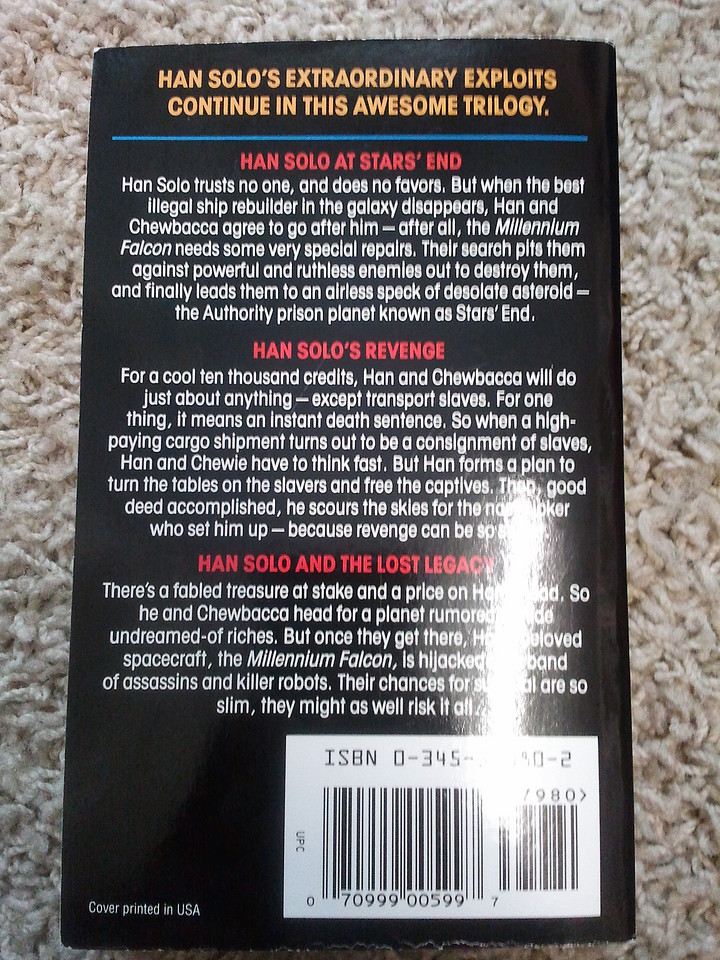 HAN SOLO'S EXTRAORDINARY EXPLOITS
CONTINUE IN THIS AWESOME TRILOGY.
HAN SOLO AT STARS' END
Han Solo trusts no one, and does no favors. But when the best
illegal ship rebuilder in the galaxy disappears, Han and
Chewbacca agree to go after him — after all, the Millennium
Falcon needs some very special repairs. Their search pits them
against powerful and ruthless enemies out to destroy them,
and finally leads them to an airless speck of desolate asteroid —
the Authority prison planet known as Stars' End.
HAN SOLO'S REVENGE
For a cool ten thousand credits, Han and Chewbacca will do
just about anything — except transport slaves. For one
thing, it means an instant death sentence. So when a high-
paying cargo shipment turns out to be a consignment of slaves,
Han and Chewie have to think fast. But Han forms a plan to
turn the tables on the slavers and free the captives. Then, good
deed accomplished, he scours the skies for the
who set him up — because revenge can be so
HAN SOLO AND THE LOST LEGACY
There's a fabled treasure at stake and a price on So
he and Chewbacca head for a planet rumored
undreamed-of riches. But once they get there, beloved
spacecraft, the Millennium Falcon, is hijacked band
of assassins and killer robots. Their chances for are so
slim, they might as well risk it all
ISBN 0-345-
UPC
0 70999 00599 7
Cover printed in USA